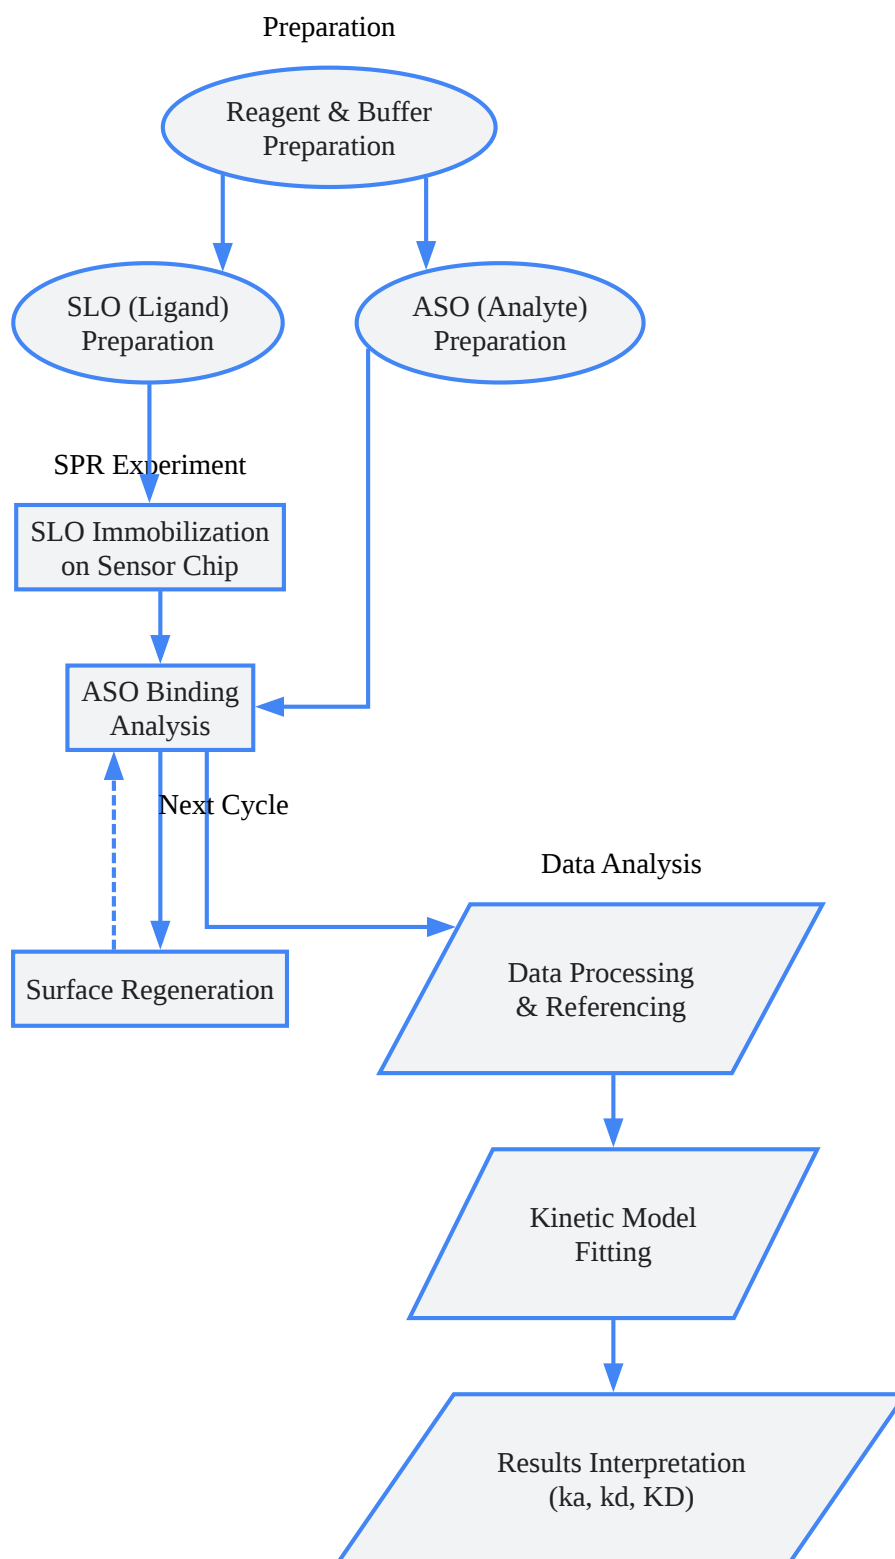 Preparation
Reagent & Buffer
Preparation
SLO (Ligand)
Preparation
ASO (Analyte)
Preparation
SPR Experiment
SLO Immobilization
on Sensor Chip
ASO Binding
Analysis
Next Cycle
Surface Regeneration
Data Analysis
Data Processing
& Referencing
Kinetic Model
Fitting
Results Interpretation
(ka, kd, KD)